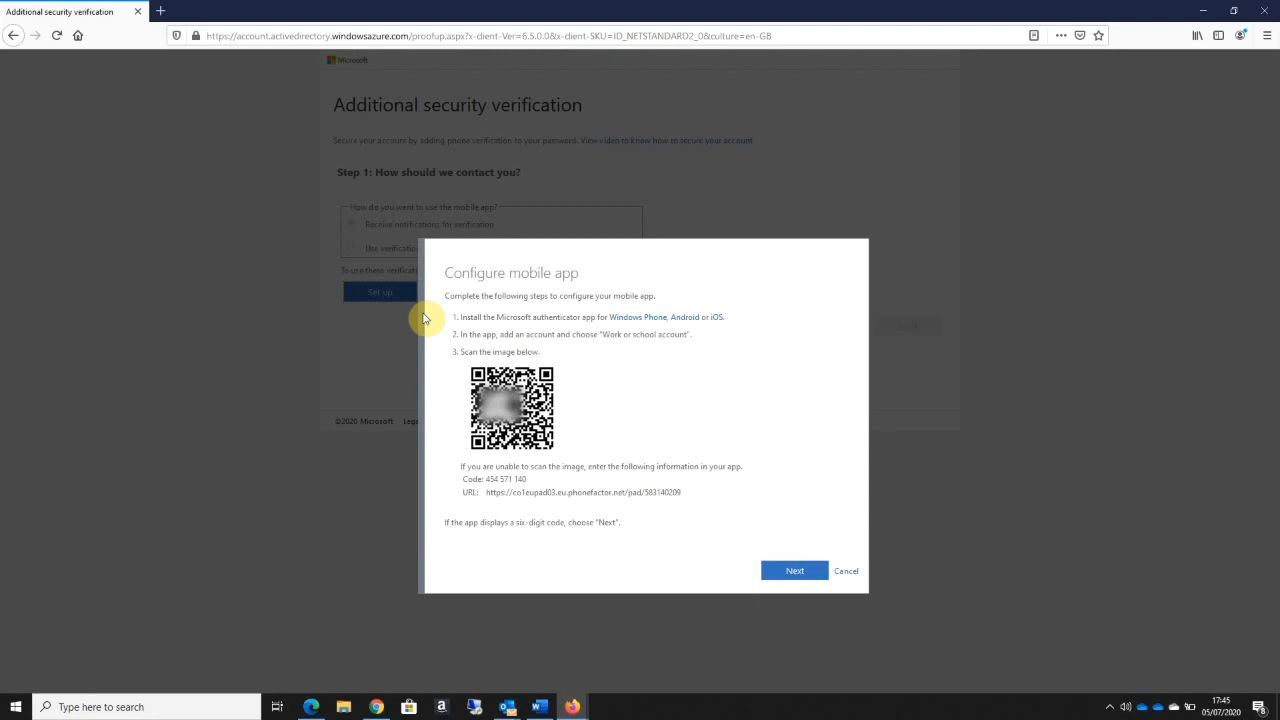 Additional security verification
https://account.activedirectory.windowsazure.com/proofup.aspx?x-client-Ver=6.5.0.0&x-client-SKU=ID_NETSTANDARD2_0&culture=en-GB
Microsoft
Additional security verification
Secure your account by adding phone verification to your password. View video to know how to secure your account
Step 1: How should we contact you?
How do you want to use the mobile app?
Receive notifications for verification
Use verificatio
To use these verificat
Set up
©2020 Microsoft Lega
Configure mobile app
Complete the following steps to configure your mobile app.
1. Install the Microsoft authenticator app for Windows Phone, Android or iOS.
2. In the app, add an account and choose "Work or school account".
3. Scan the image below.
If you are unable to scan the image, enter the following information in your app.
Code: 454 571 140
URL: https://co1eupad03.eu.phonefactor.net/pad/583140209
If the app displays a six-digit code, choose "Next".
Next Cancel
Type here to search
17:45
05/07/2020